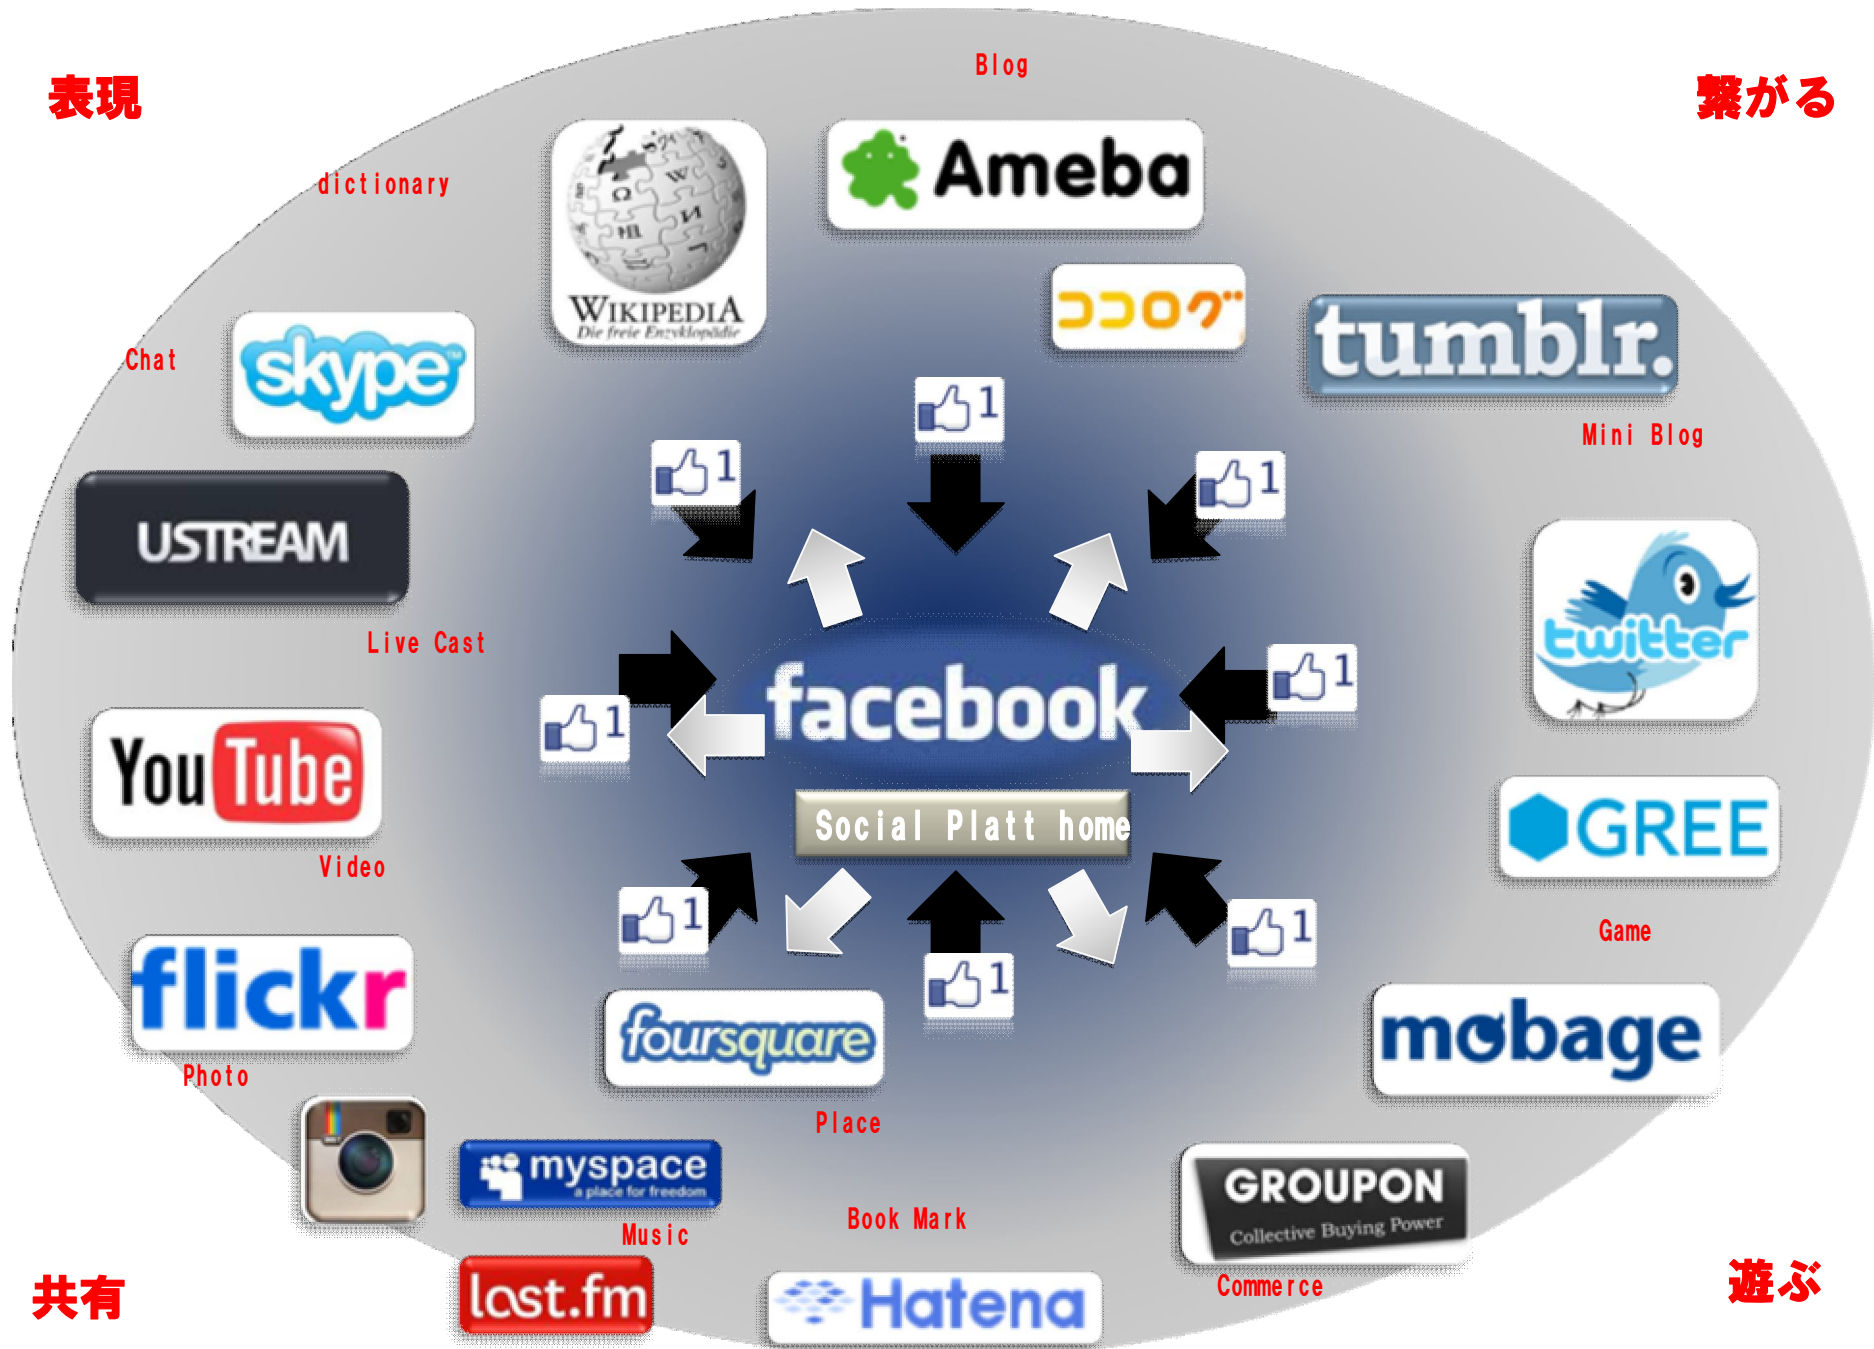 Blog
表現
繋がる
Ameba
dictionary
WIKIPEDIA
Die freie Enzyklopädie
ココログ
tumblr.
Chat
skype
TM
1
Mini Blog
1
1
USTREAM
twitter
Live Cast
1
facebook
1
YouTube
Social Platt home
GREE
Video
1
1
Game
flickr
1
foursquare
mobage
Photo
Place
myspace
a place for freedom
GROUPON
Collective Buying Power
Music
Book Mark
Commerce
共有
last.fm
Hatena
遊ぶ